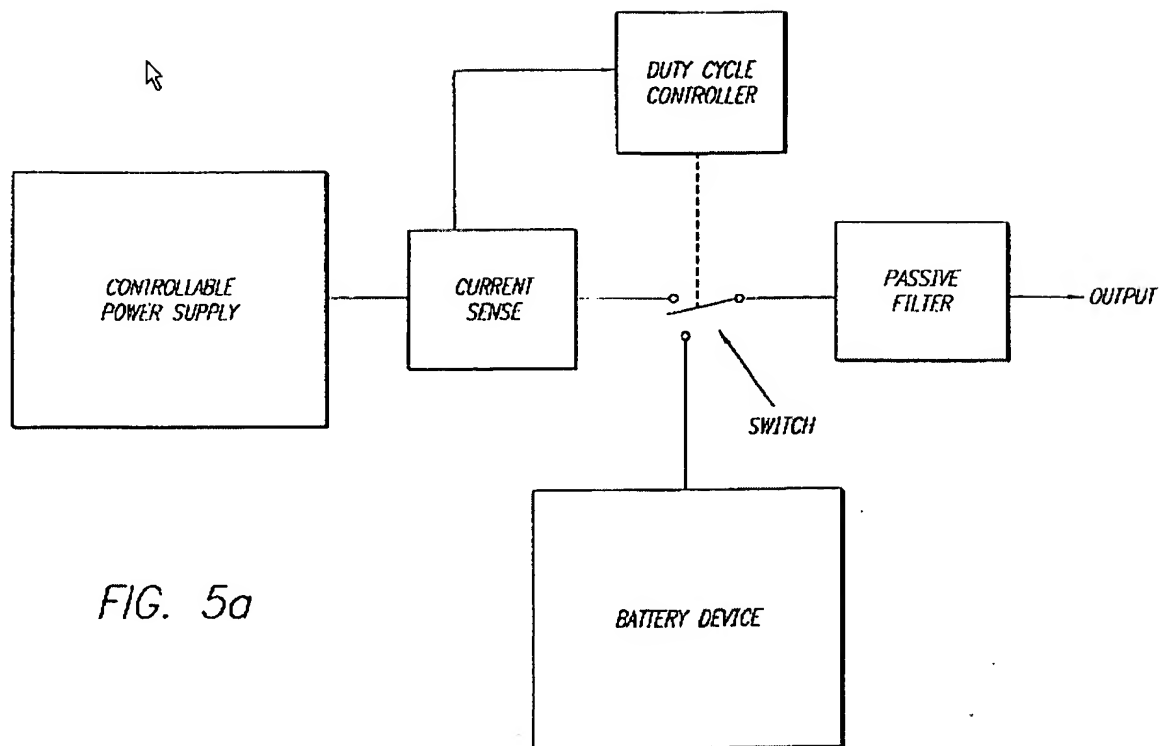 DUTY CYCLE
CONTROLLER
CONTROLLABLE
POWER SUPPLY
CURRENT
SENSE
PASSIVE
FILTER
OUTPUT
SWITCH
BATTERY DEVICE
FIG. 5a